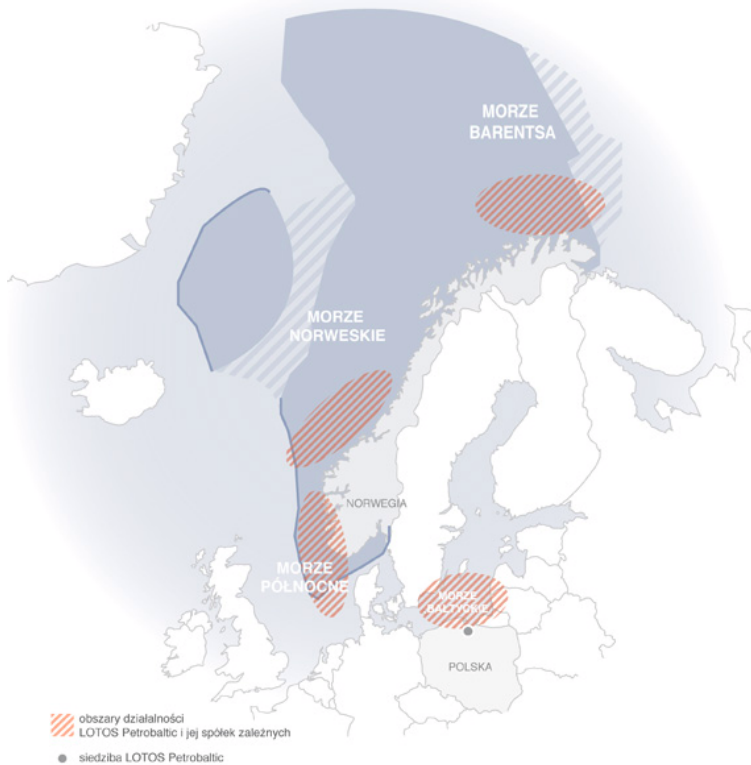 MORZE
BARENTSA
MORZE
NORWESKIE
NORWEGIA
MORZE
PÓŁNOCNE
MORZE
BAŁTYCKIE
POLSKA
obszary działalności
LOTOS Petrobaltic i jej spółek zależnych
siedziba LOTOS Petrobaltic